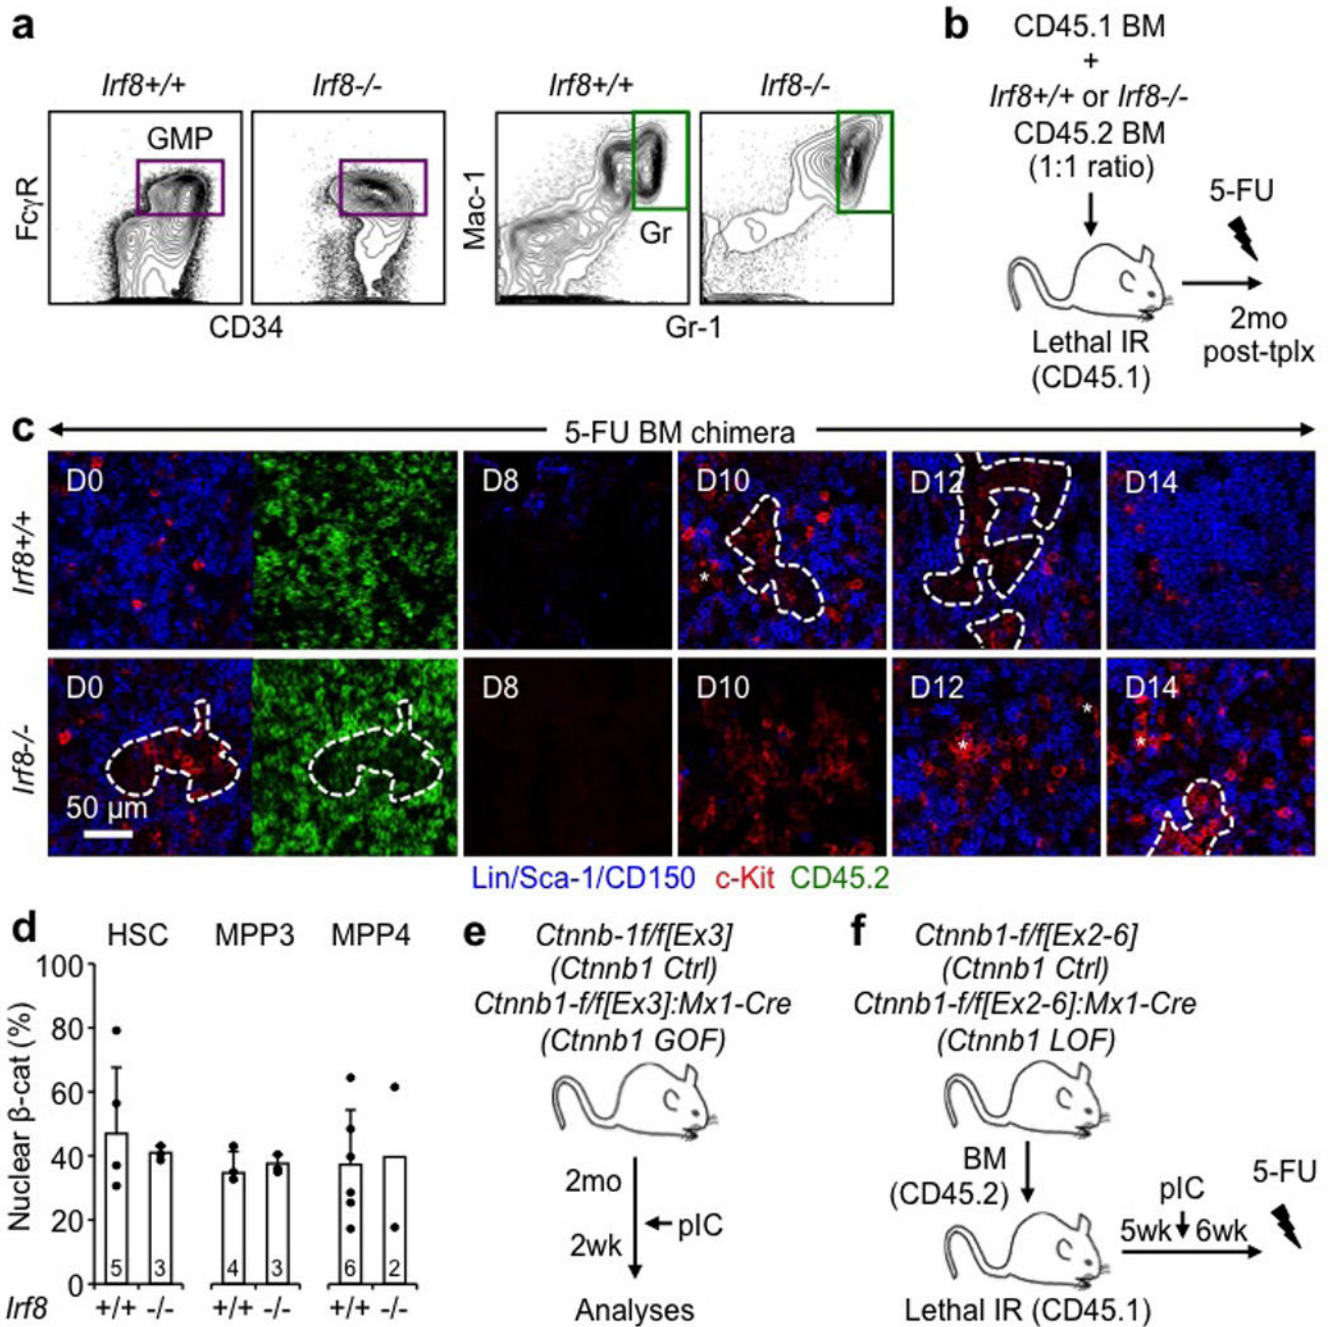 a
Irf8+/+
Irf8-/-
Irf8+/+
Irf8-/-
GMP
FcγR
CD34
Mac-1
Gr
Gr-1
b
CD45.1 BM
+
Irf8+/+ or Irf8-/-
CD45.2 BM
(1:1 ratio)
5-FU
2mo
post-tplx
Lethal IR
(CD45.1)
c
5-FU BM chimera
Irf8+/+
D0
D8
D10
*
D12
D14
Irf8-/-
D0
50 µm
D8
D10
D12
*
*
D14
*
Lin/Sca-1/CD150 c-Kit CD45.2
d
HSC MPP3 MPP4
Nuclear β-cat (%)
100
80
60
40
20
0
5 3 4 3 6 2
Irf8 +/+ -/- +/+ -/- +/+ -/-
e
Ctnnb-1f/f[Ex3]
(Ctnnb1 Ctrl)
Ctnnb1-f/f[Ex3]:Mx1-Cre
(Ctnnb1 GOF)
2mo
pIC
2wk
Analyses
f
Ctnnb1-f/f[Ex2-6]
(Ctnnb1 Ctrl)
Ctnnb1-f/f[Ex2-6]:Mx1-Cre
(Ctnnb1 LOF)
BM
(CD45.2)
pIC
5wk 6wk
5-FU
Lethal IR (CD45.1)